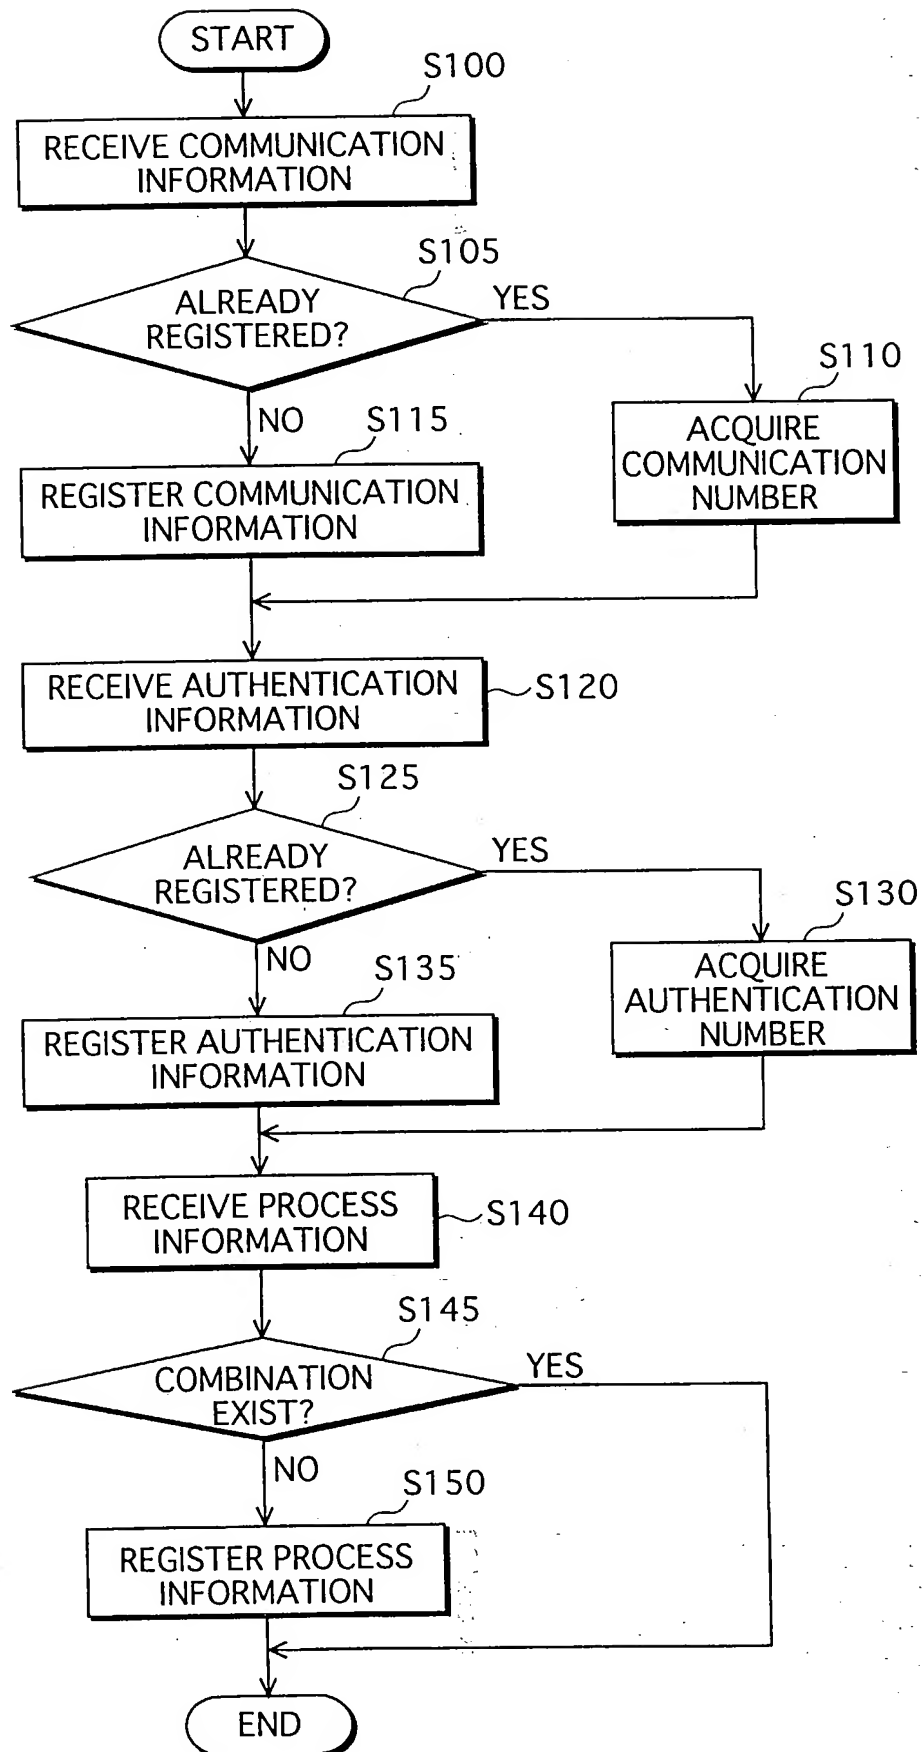 START
S100
RECEIVE COMMUNICATION
INFORMATION
S105
ALREADY
REGISTERED?
YES
S110
ACQUIRE
COMMUNICATION
NUMBER
NO
S115
REGISTER COMMUNICATION
INFORMATION
RECEIVE AUTHENTICATION
INFORMATION
S120
S125
ALREADY
REGISTERED?
YES
S130
ACQUIRE
AUTHENTICATION
NUMBER
NO
S135
REGISTER AUTHENTICATION
INFORMATION
RECEIVE PROCESS
INFORMATION
S140
S145
COMBINATION
EXIST?
YES
NO
S150
REGISTER PROCESS
INFORMATION
END